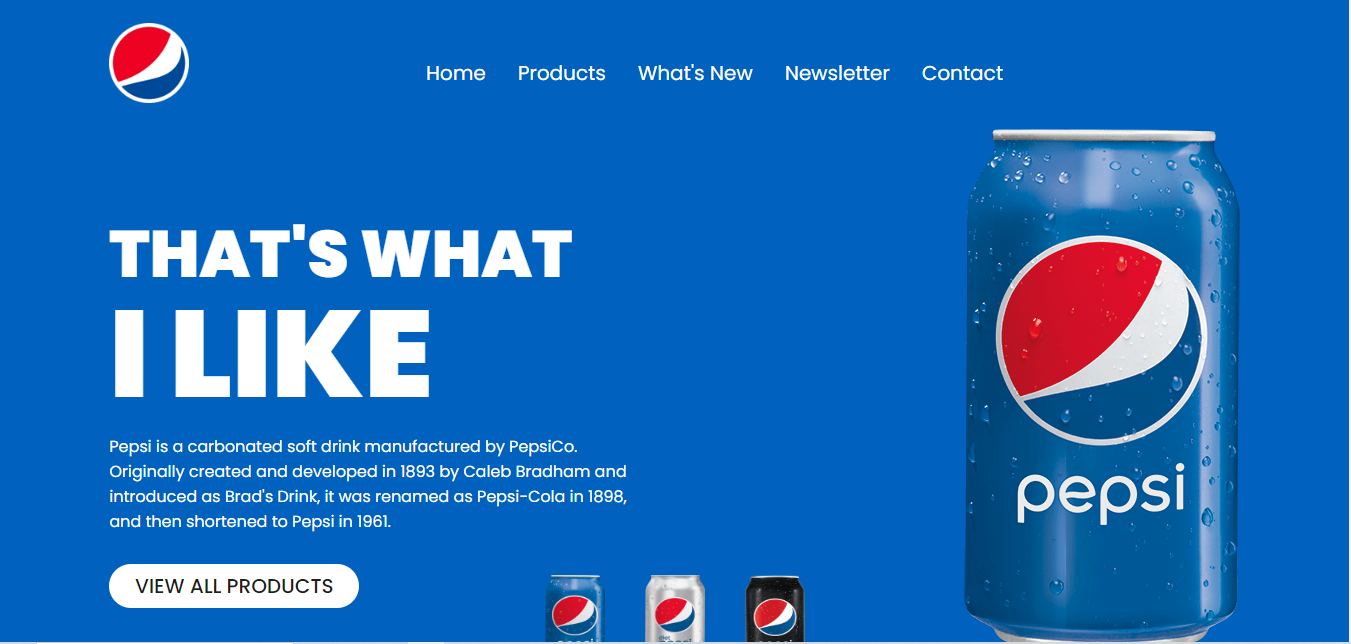 Home Products What's New Newsletter Contact
THAT'S WHAT
I LIKE
Pepsi is a carbonated soft drink manufactured by PepsiCo.
Originally created and developed in 1893 by Caleb Bradham and
introduced as Brad's Drink, it was renamed as Pepsi-Cola in 1898,
and then shortened to Pepsi in 1961.
VIEW ALL PRODUCTS
pepsi